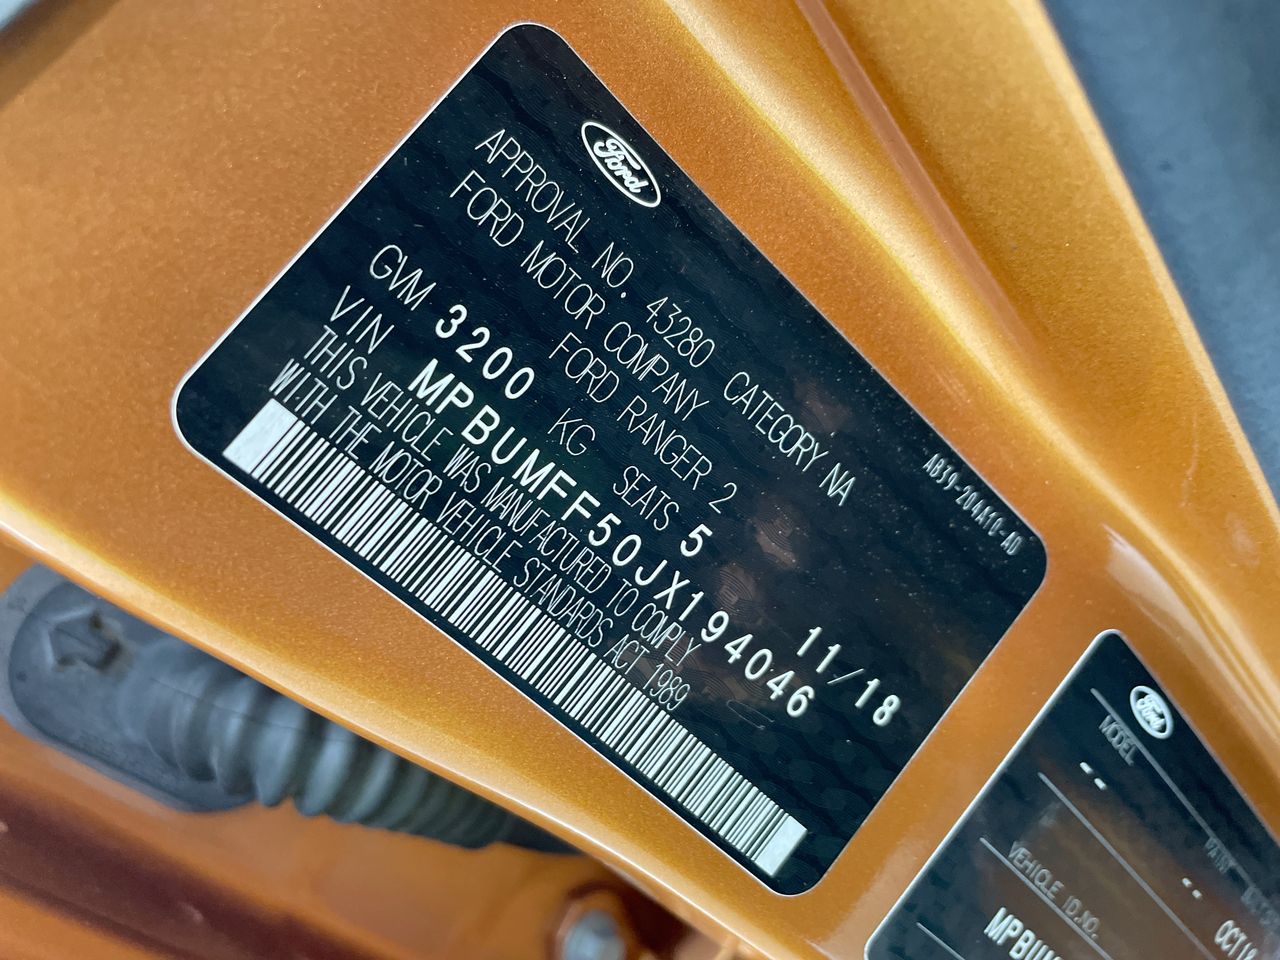 Ford
APPROVAL NO. 43280 CATEGORY NA
FORD MOTOR COMPANY
FORD RANGER 2
GVM 3200 KG SEATS 5
11/18
VIN MPBUMFF50JX194046
THIS VEHICLE WAS MANUFACTURED TO COMPLY
WITH THE MOTOR VEHICLE STANDARDS ACT 1989
AB39-204A10-AD
Ford
MODEL
--
--
OCT18
VEHICLE ID.NO.